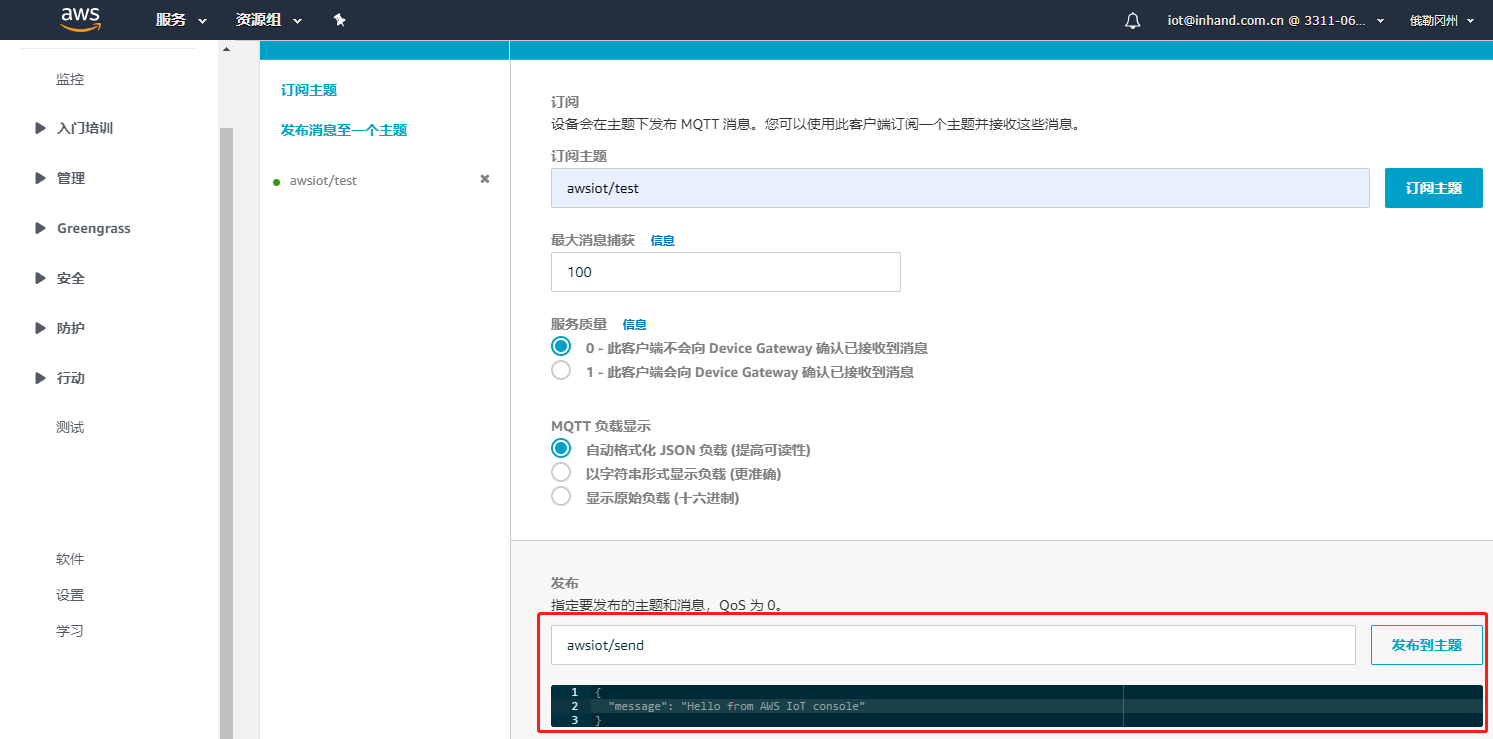 aws
服务
资源组
iot@inhand.com.cn @ 3311-06...
俄勒冈州
监控
入门培训
管理
Greengrass
安全
防护
行动
测试
软件
设置
学习
订阅主题
发布消息至一个主题
awsiot/test
订阅
设备会在主题下发布 MQTT 消息。您可以使用此客户端订阅一个主题并接收这些消息。
订阅主题
awsiot/test
订阅主题
最大消息捕获 信息
100
服务质量 信息
0 - 此客户端不会向 Device Gateway 确认已接收到消息
1 - 此客户端会向 Device Gateway 确认已接收到消息
MQTT 负载显示
自动格式化 JSON 负载 (提高可读性)
以字符串形式显示负载 (更准确)
显示原始负载 (十六进制)
发布
指定要发布的主题和消息，QoS 为 0。
awsiot/send
发布到主题
1 {
2 "message": "Hello from AWS IoT console"
3 }